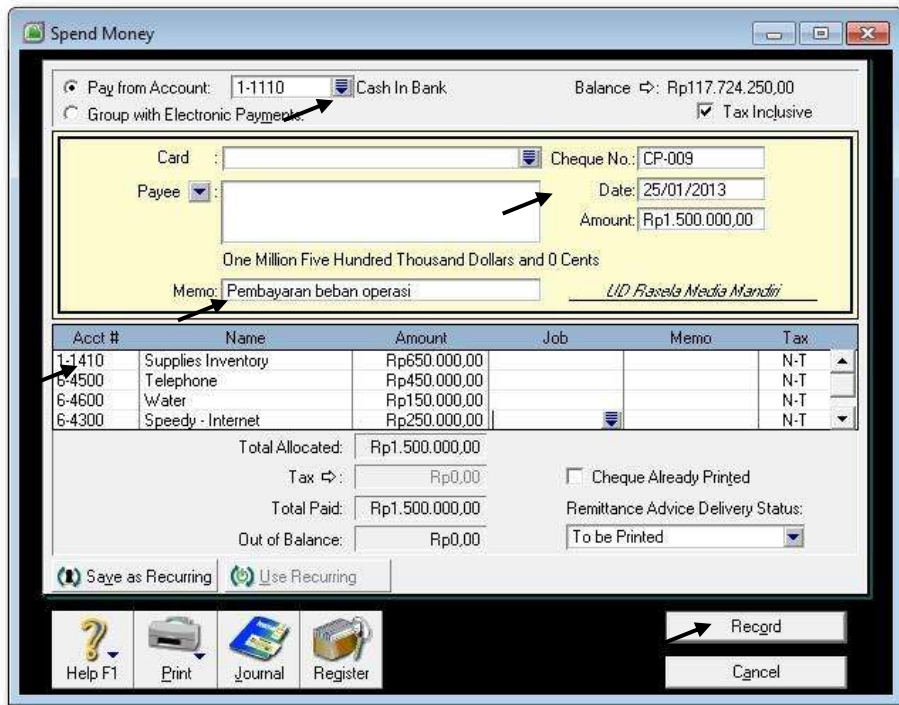 Spend Money
Pay from Account: 1-1110 Cash In Bank Balance ⇨: Rp117.724.250,00
Group with Electronic Payments: Tax Inclusive
Card : Cheque No.: CP-009
Payee : Date: 25/01/2013
Amount: Rp1.500.000,00
One Million Five Hundred Thousand Dollars and 0 Cents
Memo: Pembayaran beban operasi UD Rasela Media Mandiri
Acct # Name Amount Job Memo Tax
1-1410 Supplies Inventory Rp650.000,00 N-T
6-4500 Telephone Rp450.000,00 N-T
6-4600 Water Rp150.000,00 N-T
6-4300 Speedy - Internet Rp250.000,00 N-T
Total Allocated: Rp1.500.000,00
Tax ⇨: Rp0,00 Cheque Already Printed
Total Paid: Rp1.500.000,00 Remittance Advice Delivery Status:
Out of Balance: Rp0,00 To be Printed
Save as Recurring Use Recurring
Help F1 Print Journal Register Record
Cancel